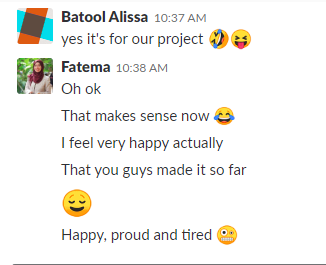 Batool Alissa 10:37 AM
yes it's for our project 🤣😝
Fatema 10:38 AM
Oh ok
That makes sense now 😂
I feel very happy actually
That you guys made it so far
😌
Happy, proud and tired 😬